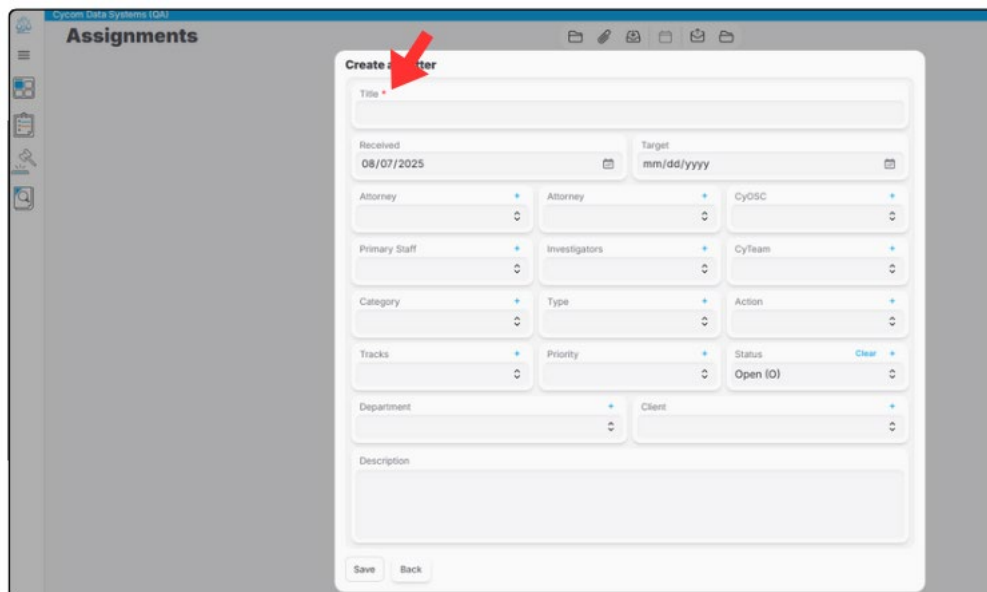 Cycom Data Systems (QA)
Assignments
Create a
Title *
Received Target
08/07/2025 mm/dd/yyyy
Attorney + Attorney + CyOSC +
Primary Staff + Investigators + CyTeam +
Category + Type + Action +
Tracks + Priority + Status Clear +
Open (O)
Department + Client +
Description
Save Back